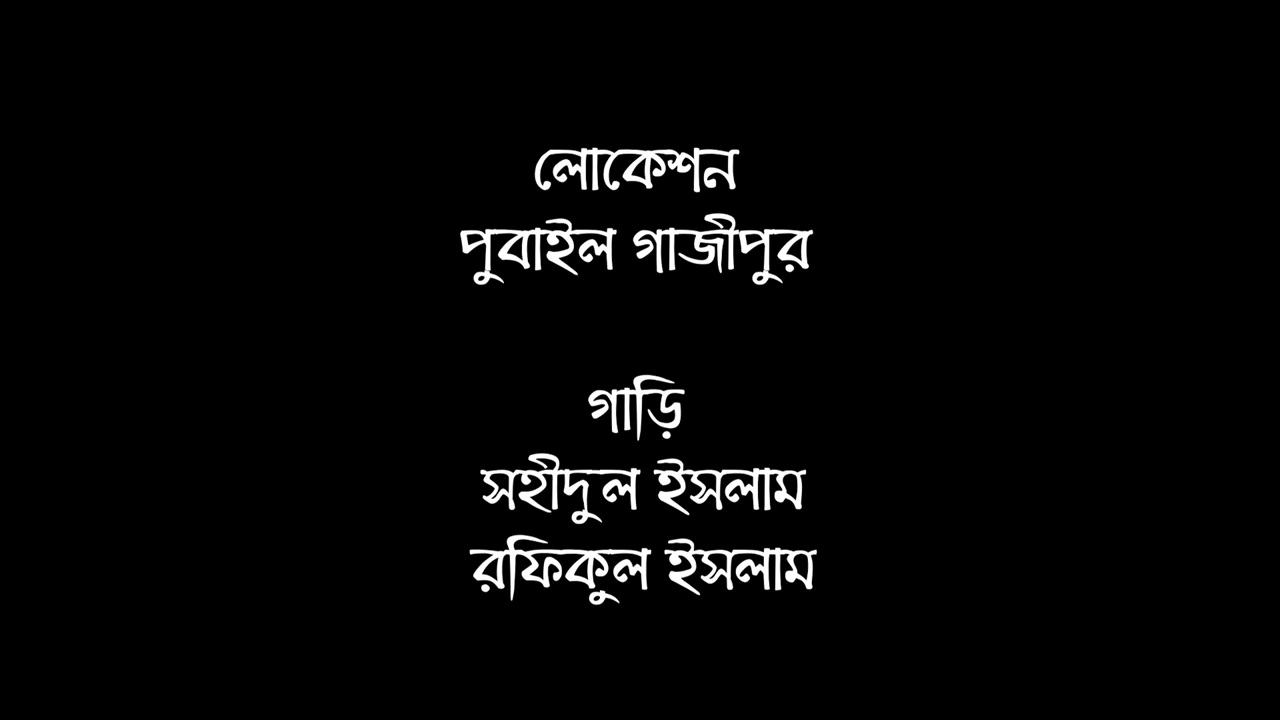 লোকেশন
পুবাইল গাজীপুর
গাড়ি
সহীদুল ইসলাম
রফিকুল ইসলাম